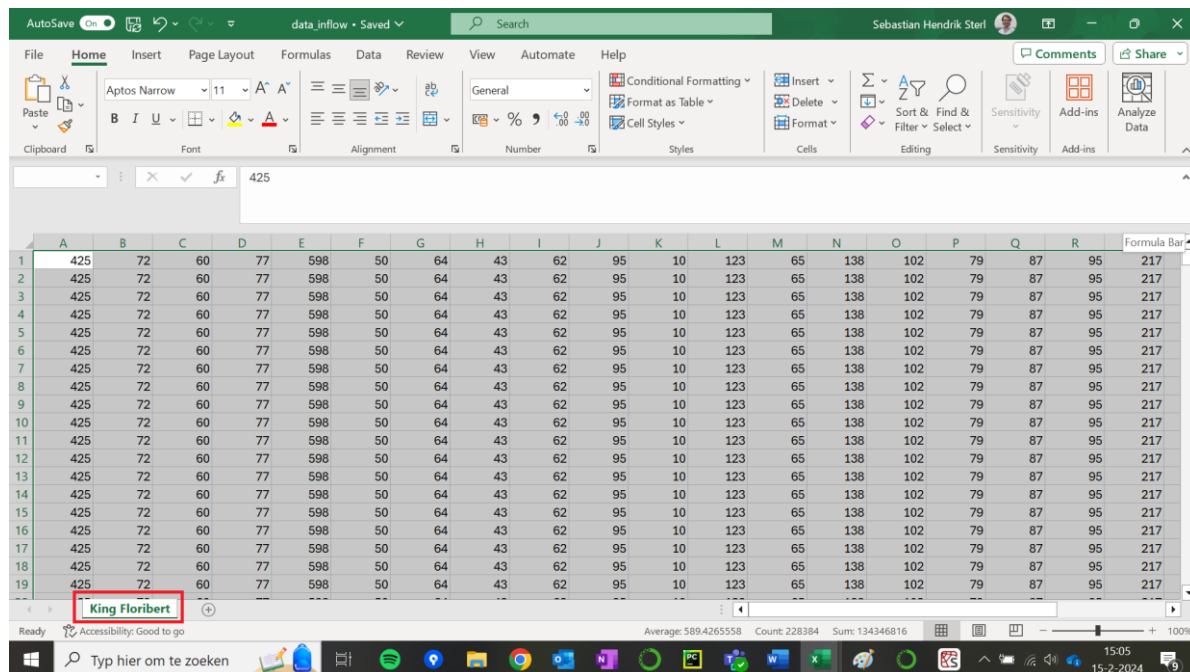 AutoSave On data_inflow • Saved Search Sebastian Hendrik Sterl
File Home Insert Page Layout Formulas Data Review View Automate Help Comments Share
Paste Aptos Narrow 11 A^ A˅ ab General Conditional Formatting Insert Σ Sort & Find & Sensitivity Add-ins Analyze
B I U A % 9 .00 Format as Table Delete Filter Select Data
Cell Styles Format
Clipboard Font Alignment Number Styles Cells Editing Sensitivity Add-ins
fx 425
A B C D E F G H I J K L M N O P Q R Formula Bar
1 425 72 60 77 598 50 64 43 62 95 10 123 65 138 102 79 87 95 217
2 425 72 60 77 598 50 64 43 62 95 10 123 65 138 102 79 87 95 217
3 425 72 60 77 598 50 64 43 62 95 10 123 65 138 102 79 87 95 217
4 425 72 60 77 598 50 64 43 62 95 10 123 65 138 102 79 87 95 217
5 425 72 60 77 598 50 64 43 62 95 10 123 65 138 102 79 87 95 217
6 425 72 60 77 598 50 64 43 62 95 10 123 65 138 102 79 87 95 217
7 425 72 60 77 598 50 64 43 62 95 10 123 65 138 102 79 87 95 217
8 425 72 60 77 598 50 64 43 62 95 10 123 65 138 102 79 87 95 217
9 425 72 60 77 598 50 64 43 62 95 10 123 65 138 102 79 87 95 217
10 425 72 60 77 598 50 64 43 62 95 10 123 65 138 102 79 87 95 217
11 425 72 60 77 598 50 64 43 62 95 10 123 65 138 102 79 87 95 217
12 425 72 60 77 598 50 64 43 62 95 10 123 65 138 102 79 87 95 217
13 425 72 60 77 598 50 64 43 62 95 10 123 65 138 102 79 87 95 217
14 425 72 60 77 598 50 64 43 62 95 10 123 65 138 102 79 87 95 217
15 425 72 60 77 598 50 64 43 62 95 10 123 65 138 102 79 87 95 217
16 425 72 60 77 598 50 64 43 62 95 10 123 65 138 102 79 87 95 217
17 425 72 60 77 598 50 64 43 62 95 10 123 65 138 102 79 87 95 217
18 425 72 60 77 598 50 64 43 62 95 10 123 65 138 102 79 87 95 217
19 425 72 60 77 598 50 64 43 62 95 10 123 65 138 102 79 87 95 217
King Floribert
Ready Accessibility: Good to go Average: 589.4265558 Count: 228384 Sum: 134346816 100%
Typ hier om te zoeken 15:05
15-2-2024